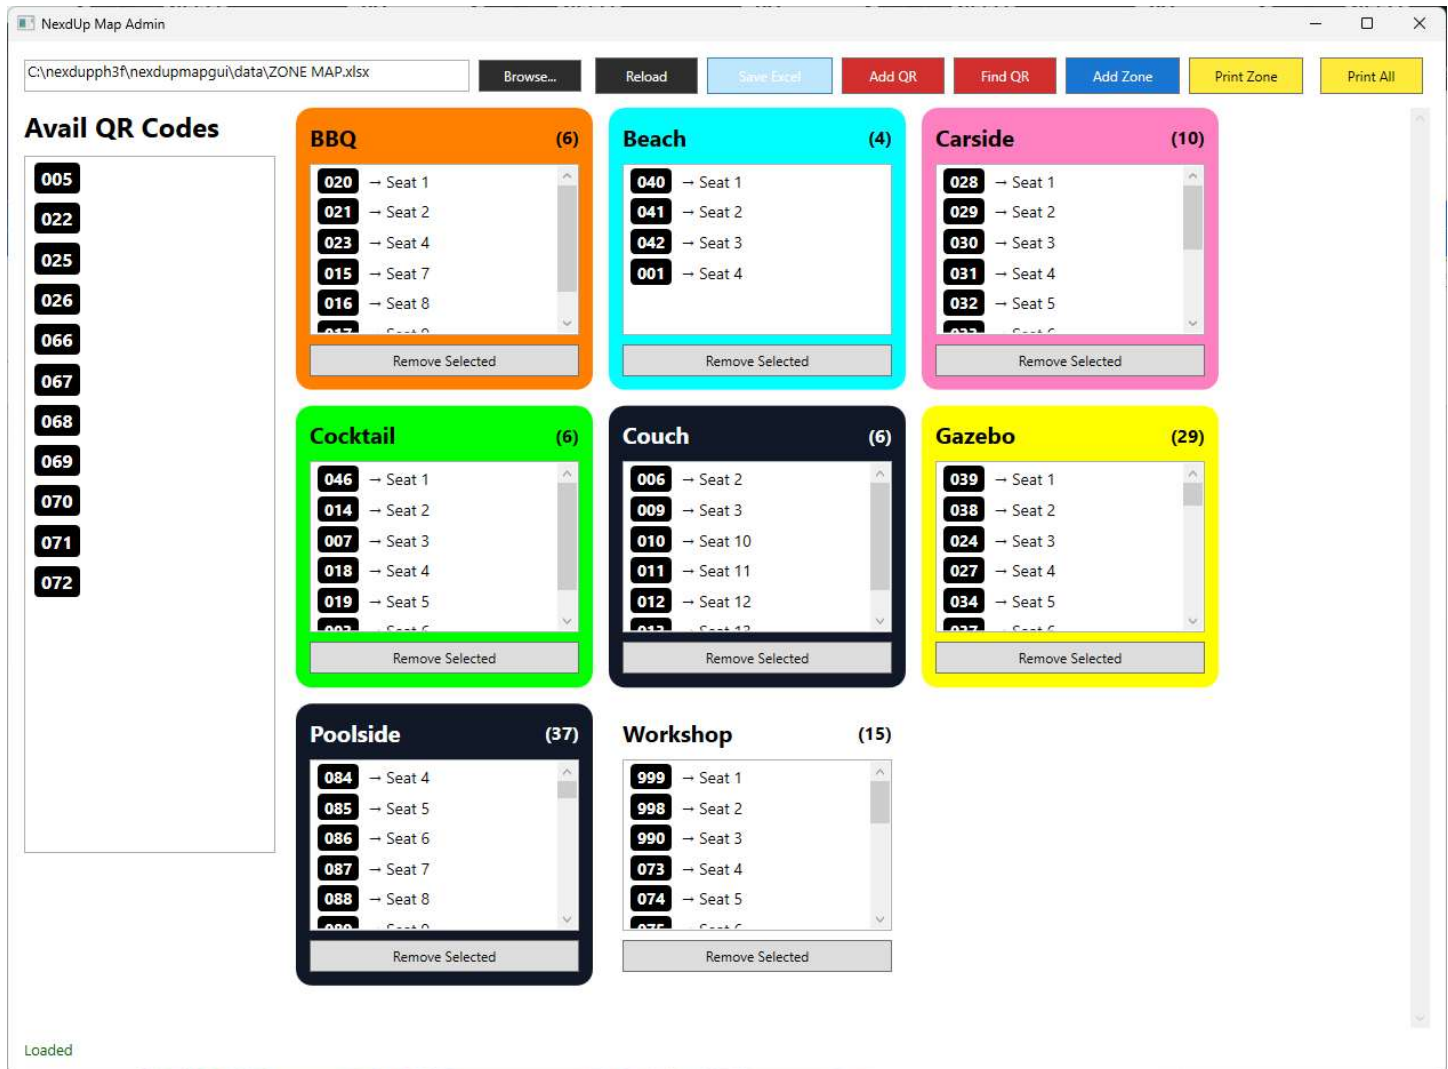 NexdUp Map Admin
C:\nexdupph3f\nexdupmapgui\data\ZONE MAP.xlsx
Browse...
Reload
Save Excel
Add QR
Find QR
Add Zone
Print Zone
Print All
Avail QR Codes
005
022
025
026
066
067
068
069
070
071
072
BBQ (6)
020 → Seat 1
021 → Seat 2
023 → Seat 4
015 → Seat 7
016 → Seat 8
Remove Selected
Beach (4)
040 → Seat 1
041 → Seat 2
042 → Seat 3
001 → Seat 4
Remove Selected
Carside (10)
028 → Seat 1
029 → Seat 2
030 → Seat 3
031 → Seat 4
032 → Seat 5
Remove Selected
Cocktail (6)
046 → Seat 1
014 → Seat 2
007 → Seat 3
018 → Seat 4
019 → Seat 5
Remove Selected
Couch (6)
006 → Seat 2
009 → Seat 3
010 → Seat 10
011 → Seat 11
012 → Seat 12
Remove Selected
Gazebo (29)
039 → Seat 1
038 → Seat 2
024 → Seat 3
027 → Seat 4
034 → Seat 5
Remove Selected
Poolside (37)
084 → Seat 4
085 → Seat 5
086 → Seat 6
087 → Seat 7
088 → Seat 8
Remove Selected
Workshop (15)
999 → Seat 1
998 → Seat 2
990 → Seat 3
073 → Seat 4
074 → Seat 5
Remove Selected
Loaded